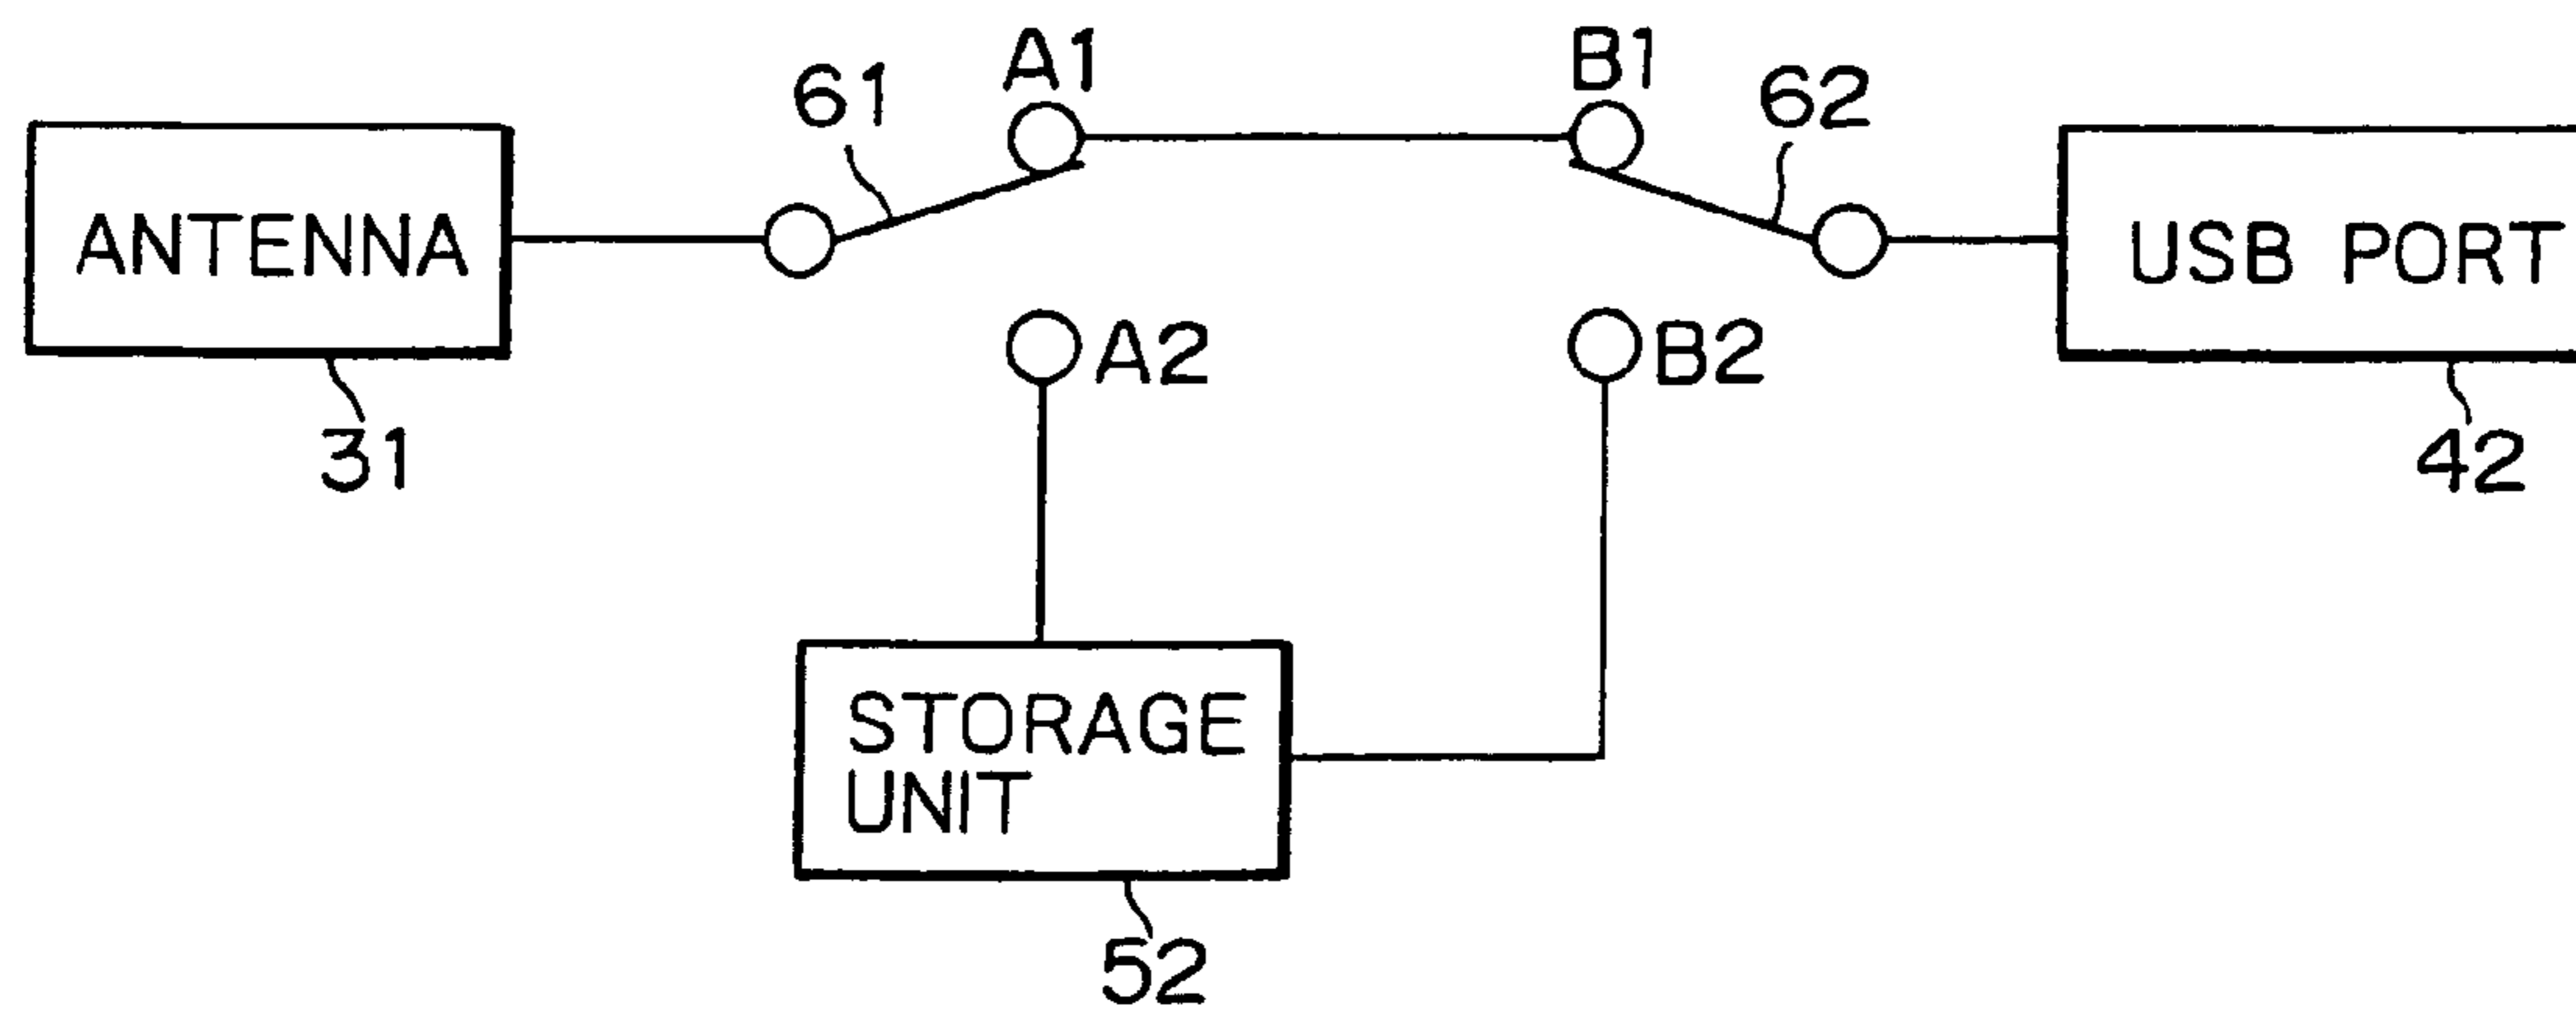 A1
B1
61
62
ANTENNA
USB PORT
A2
B2
31
42
STORAGE
UNIT
52